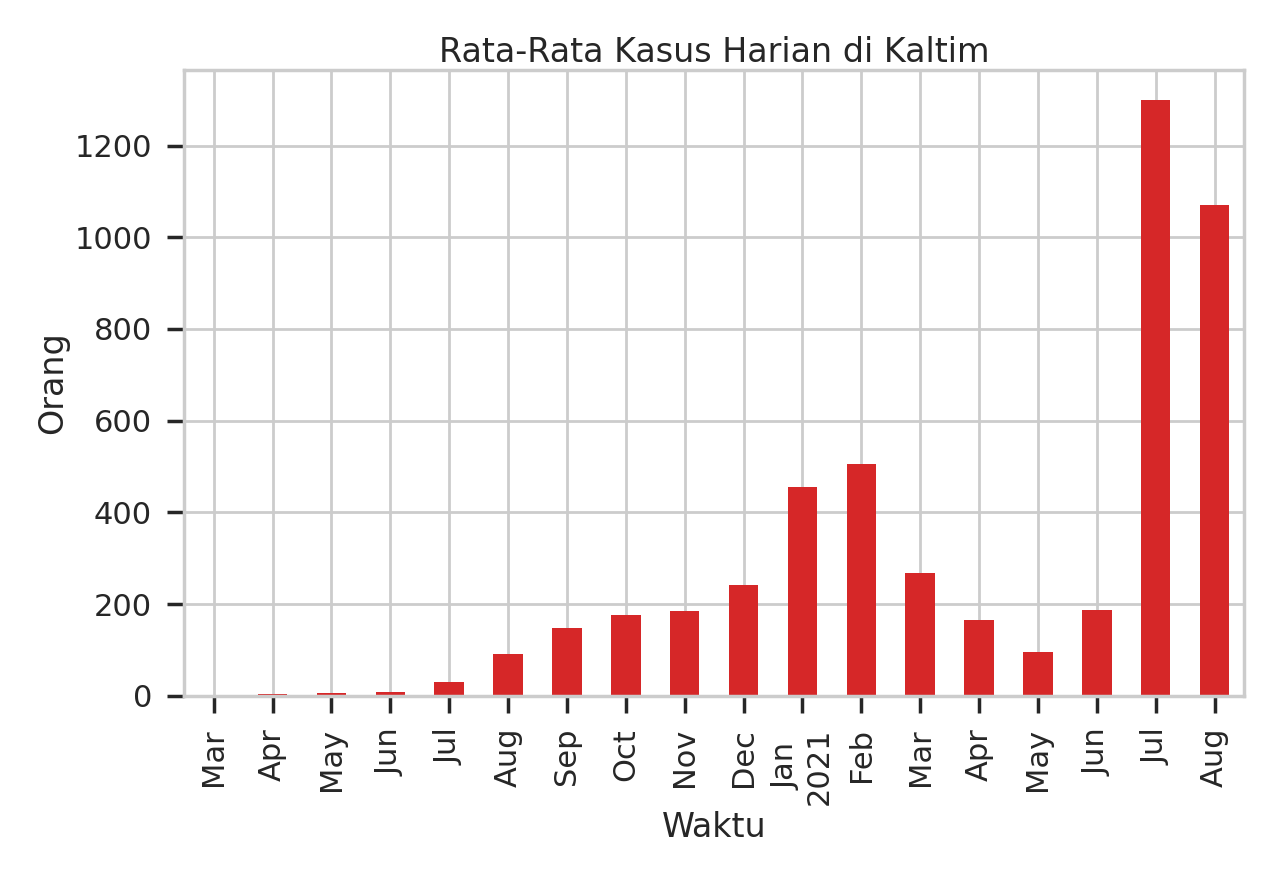 Rata-Rata Kasus Harian di Kaltim
1200
1000
800
600
400
200
0
Orang
Mar
Apr
May
Jun
Jul
Aug
Sep
Oct
Nov
Dec
Jan
2021
Feb
Mar
Apr
May
Jun
Jul
Aug
Waktu